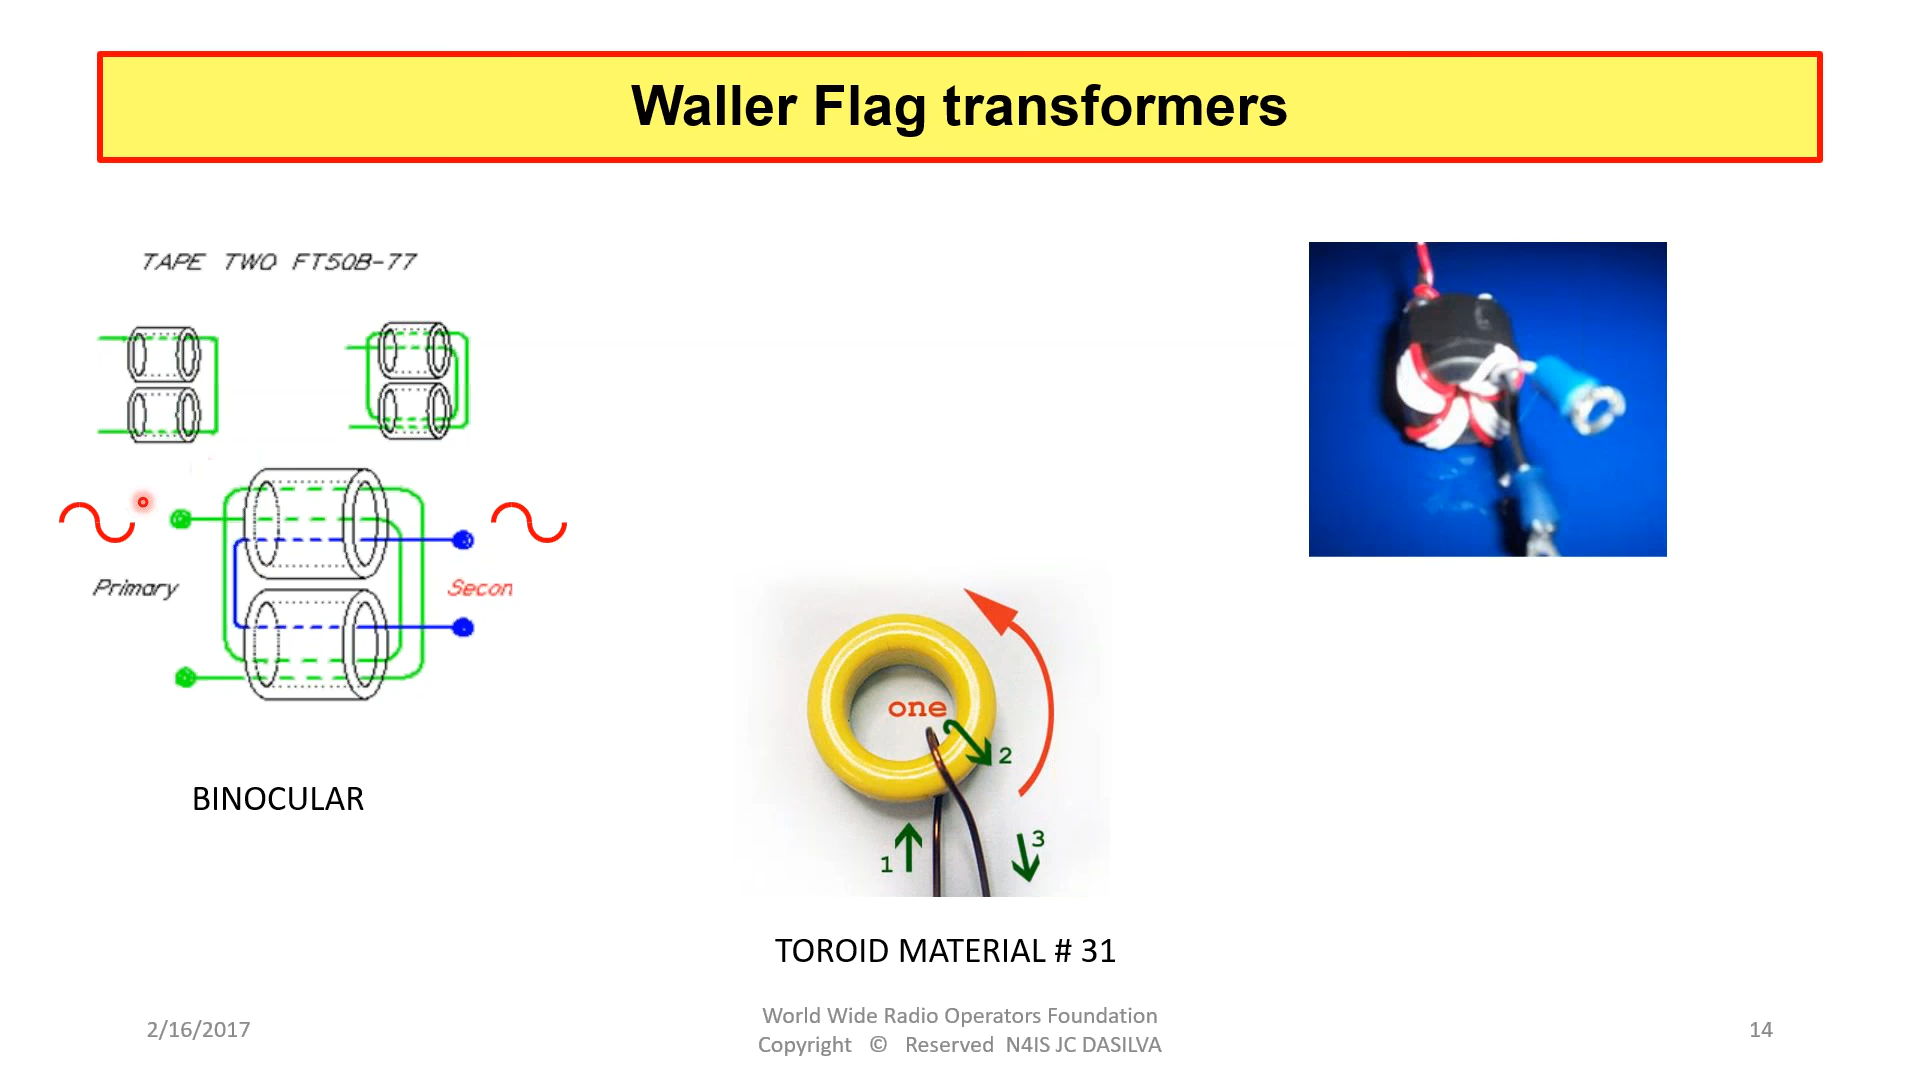 Waller Flag transformers
TAPE TWO FT50B-77
Primary
Secon
BINOCULAR
one
2
1
3
TOROID MATERIAL # 31
2/16/2017
World Wide Radio Operators Foundation
Copyright © Reserved N4IS JC DASILVA
14